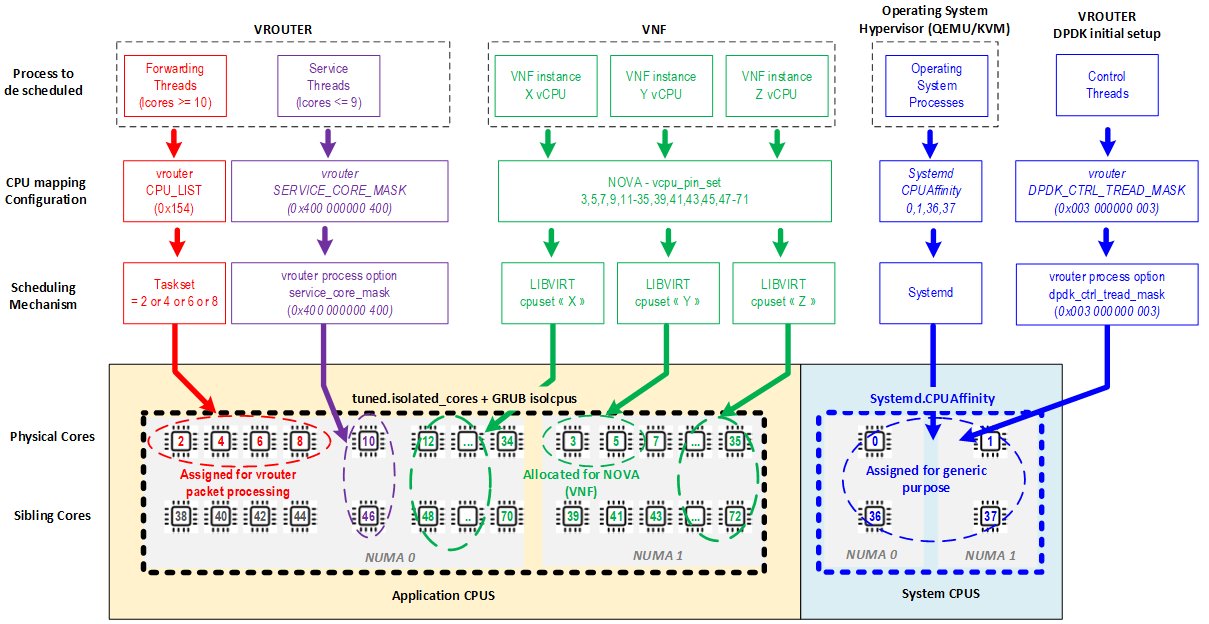 VROUTER
VNF
Operating System
Hypervisor (QEMU/KVM)
VROUTER
DPDK initial setup
Process to
de scheduled
Forwarding
Threads
(lcores >= 10)
Service
Threads
(lcores <= 9)
VNF instance
X vCPU
VNF instance
Y vCPU
VNF instance
Z vCPU
Operating
System
Processes
Control
Threads
CPU mapping
Configuration
vrouter
CPU_LIST
(0x154)
vrouter
SERVICE_CORE_MASK
(0x400 000000 400)
NOVA - vcpu_pin_set
3,5,7,9,11-35,39,41,43,45,47-71
Systemd
CPUAffinity
0,1,36,37
vrouter
DPDK_CTRL_TREAD_MASK
(0x003 000000 003)
Scheduling
Mechanism
Taskset
= 2 or 4 or 6 or 8
vrouter process option
service_core_mask
(0x400 000000 400)
LIBVIRT
cpuset « X »
LIBVIRT
cpuset « Y »
LIBVIRT
cpuset « Z »
Systemd
vrouter process option
dpdk_ctrl_tread_mask
(0x003 000000 003)
tuned.isolated_cores + GRUB isolcpus
Systemd.CPUAffinity
Physical Cores
2 4 6 8 10 12 ... 34 3 5 7 ... 35 0 1
Assigned for vrouter
packet processing
Allocated for NOVA
(VNF)
Assigned for generic
purpose
Sibling Cores
38 40 42 44 46 48 .. 70 39 41 43 ... 72 36 37
NUMA 0
NUMA 1
NUMA 0
NUMA 1
Application CPUS
System CPUS